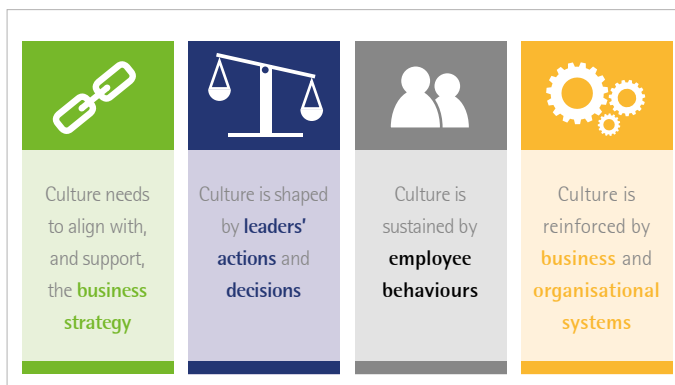 Culture needs
to align with,
and support,
the business
strategy
Culture is shaped
by leaders’
actions and
decisions
Culture is
sustained by
employee
behaviours
Culture is
reinforced by
business and
organisational
systems